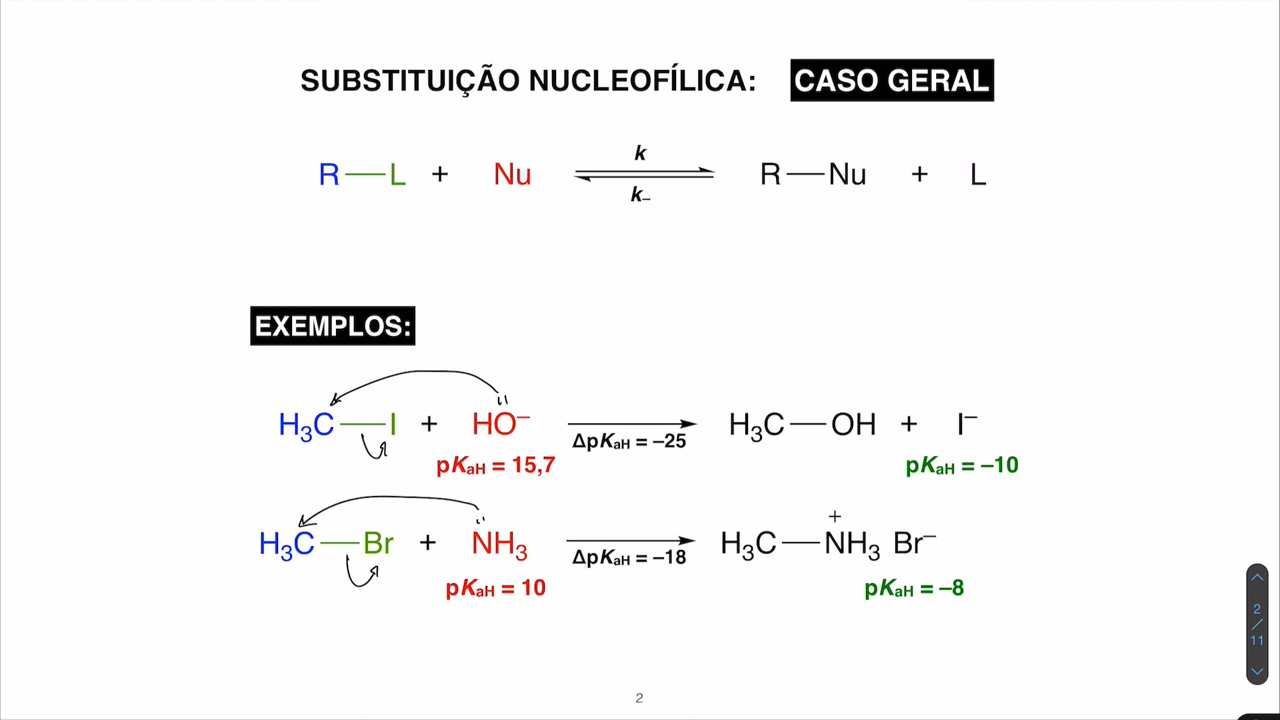 SUBSTITUIÇÃO NUCLEOFÍLICA: CASO GERAL
k
R—L + Nu ⇌ R—Nu + L
k–
EXEMPLOS:
H₃C—I + HO⁻ → H₃C—OH + I⁻
ΔpKaH = –25
pKaH = 15,7 pKaH = –10
+
H₃C—Br + NH₃ → H₃C—NH₃ Br⁻
ΔpKaH = –18
pKaH = 10 pKaH = –8
2
/
11
2